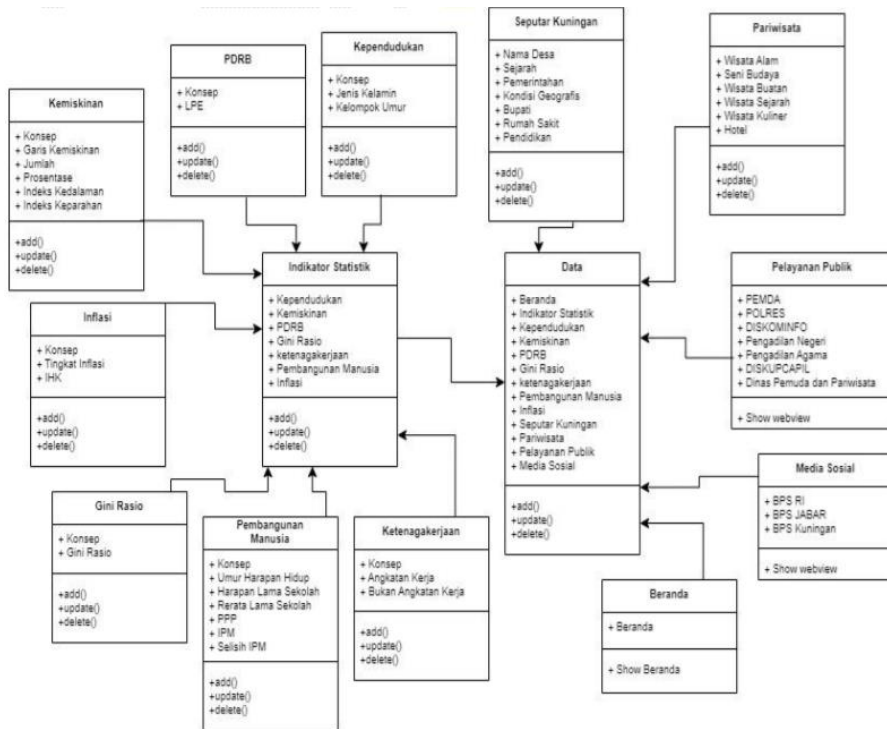 Kemiskinan
+ Konsep
+ Garis Kemiskinan
+ Jumlah
+ Prosentase
+ Indeks Kedalaman
+ Indeks Keparahan
+add()
+update()
+delete()
PDRB
+ Konsep
+ LPE
+add()
+update()
+delete()
Kependudukan
+ Konsep
+ Jenis Kelamin
+ Kelompok Umur
+add()
+update()
+delete()
Seputar Kuningan
+ Nama Desa
+ Sejarah
+ Pemerintahan
+ Kondisi Geografis
+ Bupati
+ Rumah Sakit
+ Pendidikan
+add()
+update()
+delete()
Pariwisata
+ Wisata Alam
+ Seni Budaya
+ Wisata Buatan
+ Wisata Sejarah
+ Wisata Kuliner
+ Hotel
+add()
+update()
+delete()
Inflasi
+ Konsep
+ Tingkat Inflasi
+ IHK
+add()
+update()
+delete()
Indikator Statistik
+ Kependudukan
+ Kemiskinan
+ PDRB
+ Gini Rasio
+ ketenagakerjaan
+ Pembangunan Manusia
+ Inflasi
+add()
+update()
+delete()
Data
+ Beranda
+ Indikator Statistik
+ Kependudukan
+ Kemiskinan
+ PDRB
+ Gini Rasio
+ ketenagakerjaan
+ Pembangunan Manusia
+ Inflasi
+ Seputar Kuningan
+ Pariwisata
+ Pelayanan Publik
+ Media Sosial
+add()
+update()
+delete()
Pelayanan Publik
+ PEMDA
+ POLRES
+ DISKOMINFO
+ Pengadilan Negeri
+ Pengadilan Agama
+ DISKUPCAPIL
+ Dinas Pemuda dan Pariwisata
+ Show webview
Gini Rasio
+ Konsep
+ Gini Rasio
+add()
+update()
+delete()
Pembangunan
Manusia
+ Konsep
+ Umur Harapan Hidup
+ Harapan Lama Sekolah
+ Rerata Lama Sekolah
+ PPP
+ IPM
+ Selisih IPM
+add()
+update()
+delete()
Ketenagakerjaan
+ Konsep
+ Angkatan Kerja
+ Bukan Angkatan Kerja
+add()
+update()
+delete()
Media Sosial
+ BPS RI
+ BPS JABAR
+ BPS Kuningan
+ Show webview
Beranda
+ Beranda
+ Show Beranda